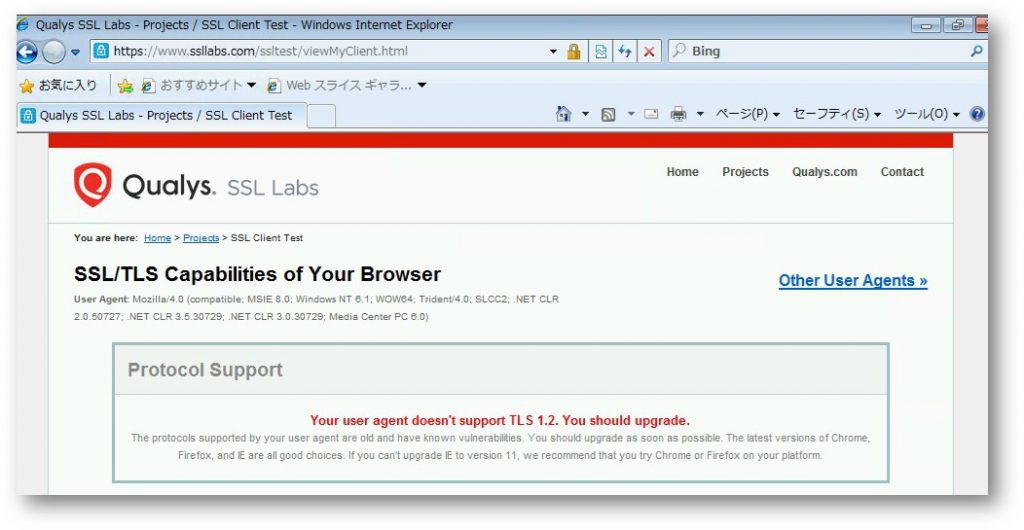 Qualys SSL Labs - Projects / SSL Client Test - Windows Internet Explorer
https://www.ssllabs.com/ssltest/viewMyClient.html
Bing
お気に入り おすすめサイト Web スライス ギャラ...
Qualys SSL Labs - Projects / SSL Client Test ページ(P) セーフティ(S) ツール(O)
Qualys. SSL Labs Home Projects Qualys.com Contact
You are here: Home > Projects > SSL Client Test
SSL/TLS Capabilities of Your Browser
Other User Agents »
User Agent: Mozilla/4.0 (compatible; MSIE 8.0; Windows NT 6.1; WOW64; Trident/4.0; SLCC2; .NET CLR
2.0.50727; .NET CLR 3.5.30729; .NET CLR 3.0.30729; Media Center PC 6.0)
Protocol Support
Your user agent doesn't support TLS 1.2. You should upgrade.
The protocols supported by your user agent are old and have known vulnerabilities. You should upgrade as soon as possible. The latest versions of Chrome,
Firefox, and IE are all good choices. If you can't upgrade IE to version 11, we recommend that you try Chrome or Firefox on your platform.